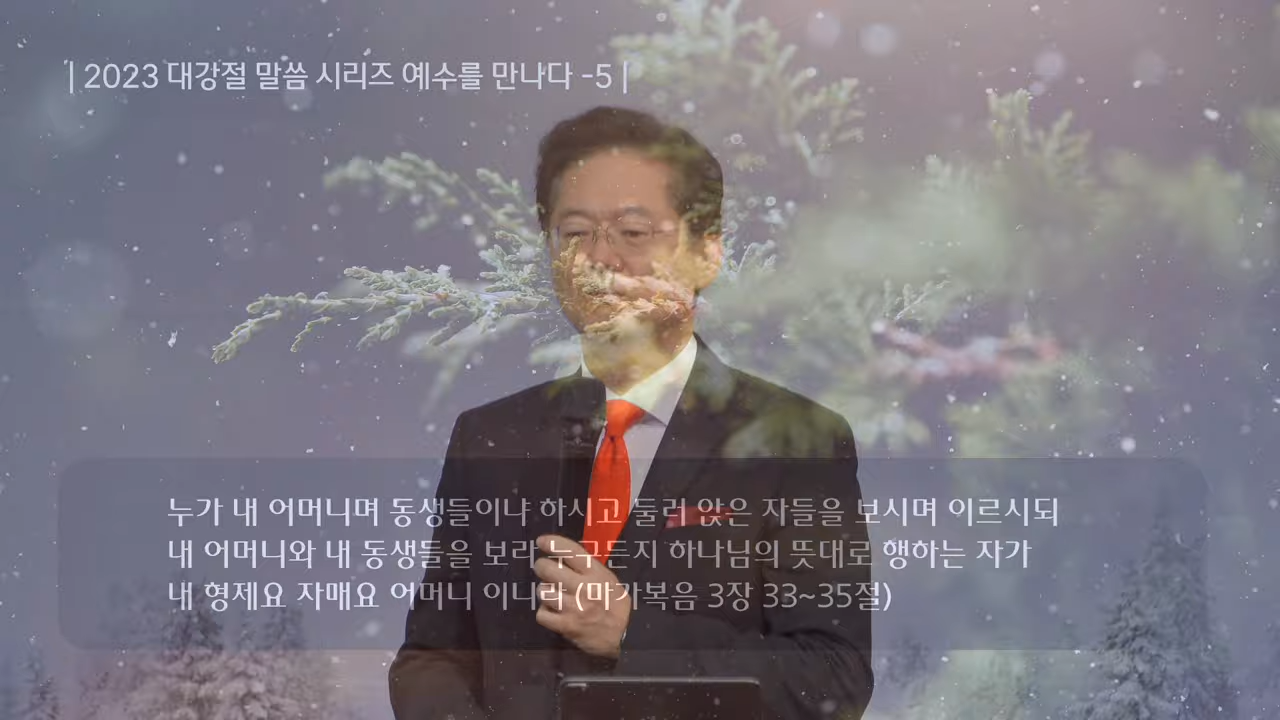 | 2023 대강절 말씀 시리즈 예수를 만나다 -5 |
누가 내 어머니며 동생들이냐 하시고 둘러 앉은 자들을 보시며 이르시되
내 어머니와 내 동생들을 보라 누구든지 하나님의 뜻대로 행하는 자가
내 형제요 자매요 어머니 이니라 (마가복음 3장 33~35절)